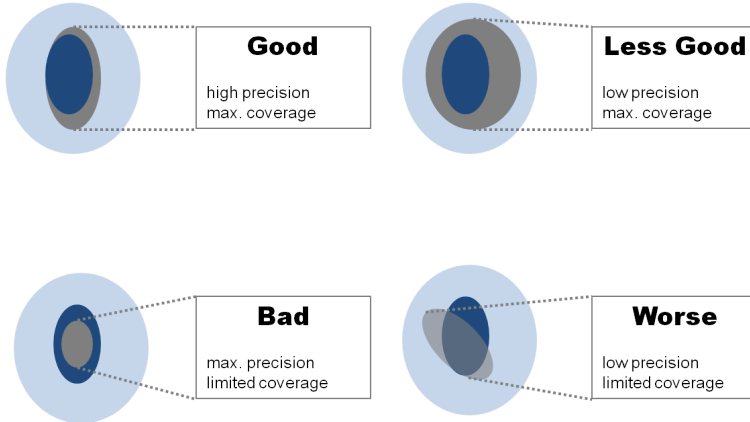 Good
high precision
max. coverage
Less Good
low precision
max. coverage
Bad
max. precision
limited coverage
Worse
low precision
limited coverage